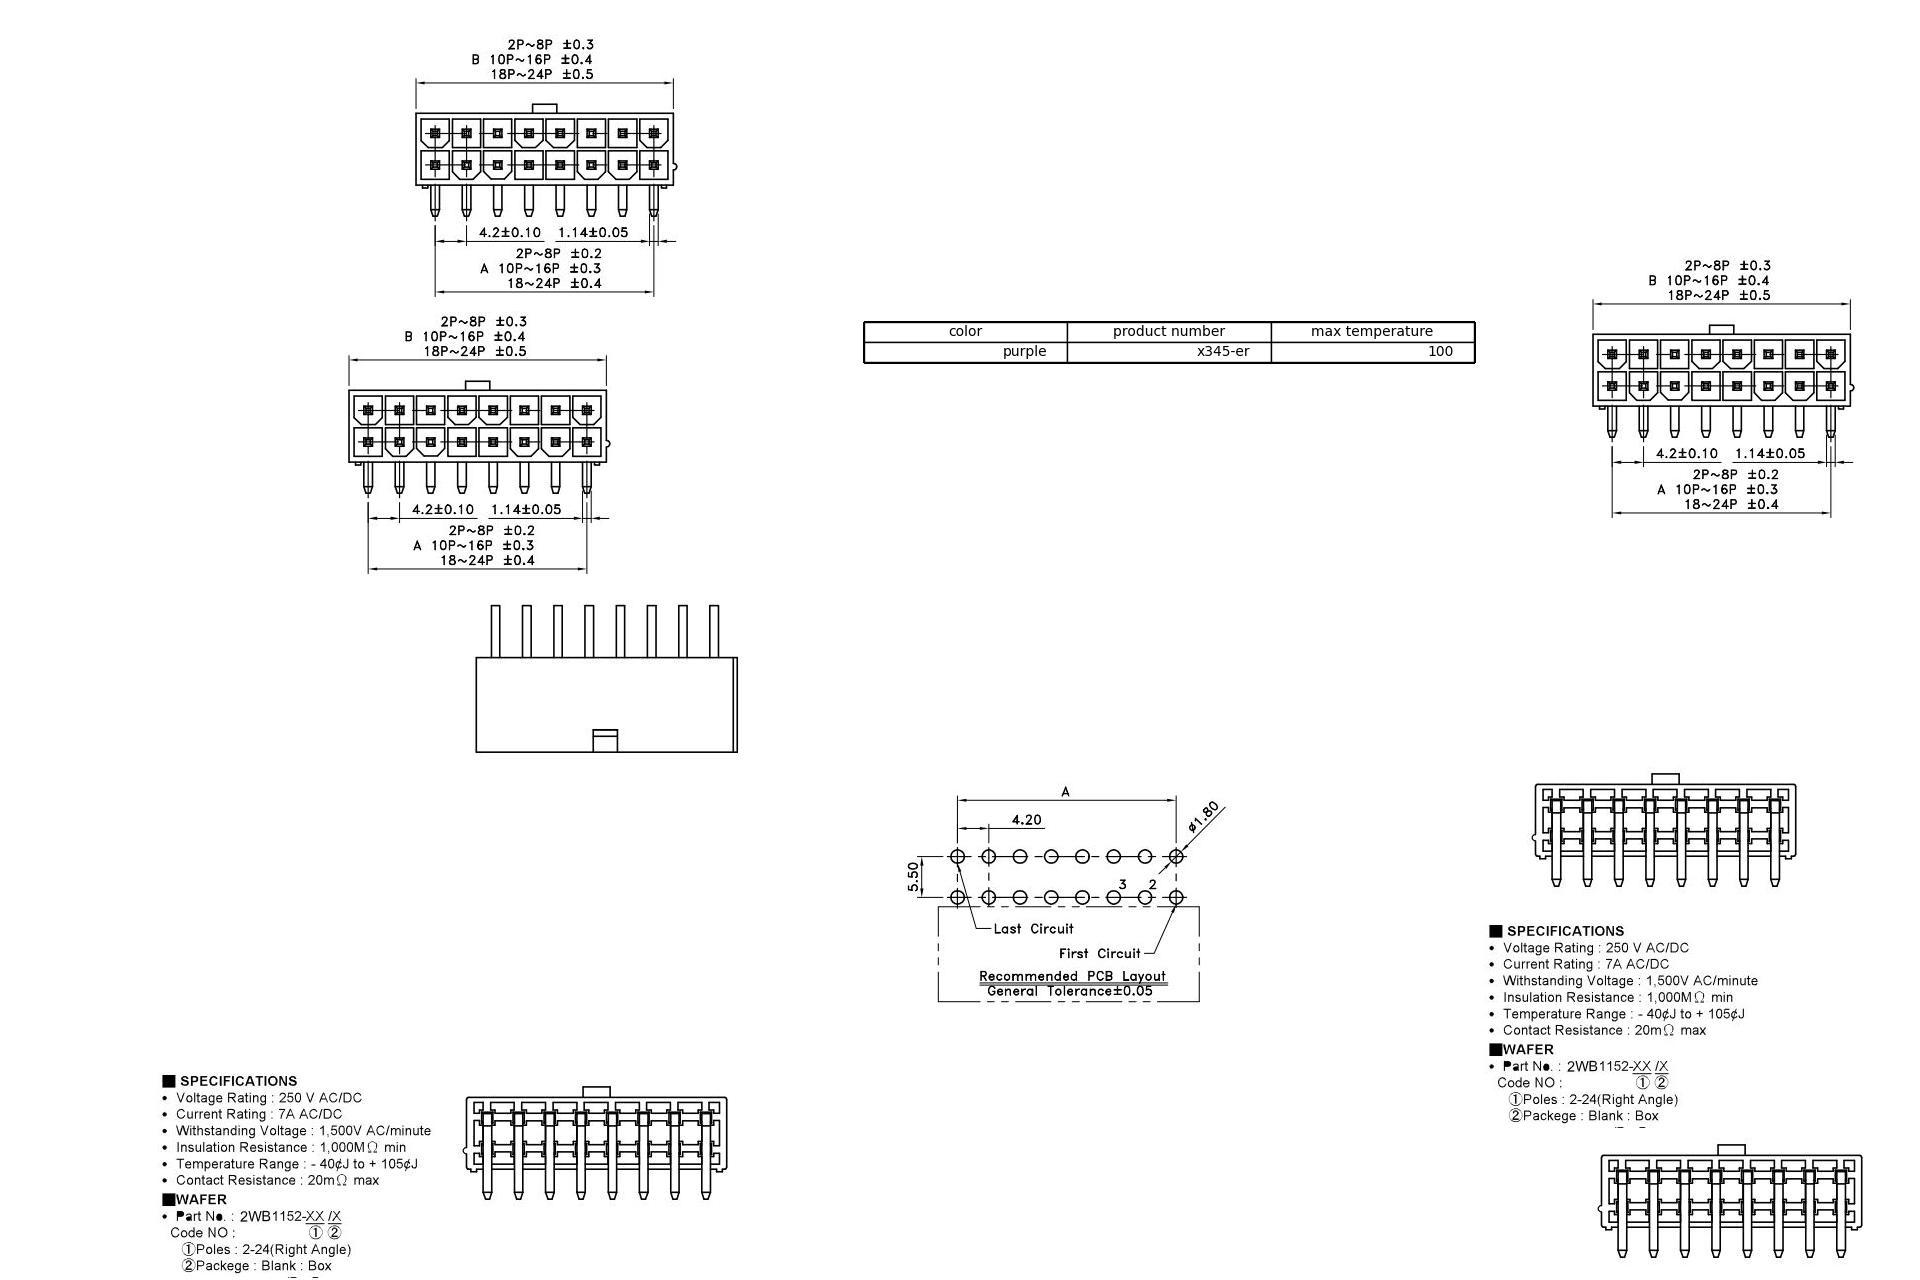 2P~8P ±0.3
B 10P~16P ±0.4
18P~24P ±0.5
4.2±0.10 1.14±0.05
2P~8P ±0.2
A 10P~16P ±0.3
18~24P ±0.4
2P~8P ±0.3
B 10P~16P ±0.4
18P~24P ±0.5
4.2±0.10 1.14±0.05
2P~8P ±0.2
A 10P~16P ±0.3
18~24P ±0.4
color product number max temperature
purple x345-er 100
2P~8P ±0.3
B 10P~16P ±0.4
18P~24P ±0.5
4.2±0.10 1.14±0.05
2P~8P ±0.2
A 10P~16P ±0.3
18~24P ±0.4
A
4.20
ø1.80
5.50
3 2
Last Circuit
First Circuit
Recommended PCB Layout
General Tolerance±0.05
■ SPECIFICATIONS
• Voltage Rating : 250 V AC/DC
• Current Rating : 7A AC/DC
• Withstanding Voltage : 1,500V AC/minute
• Insulation Resistance : 1,000MΩ min
• Temperature Range : - 40¢J to + 105¢J
• Contact Resistance : 20mΩ max
■WAFER
• Part No. : 2WB1152-XX /X
Code NO : ① ②
①Poles : 2-24(Right Angle)
②Packege : Blank : Box
■ SPECIFICATIONS
• Voltage Rating : 250 V AC/DC
• Current Rating : 7A AC/DC
• Withstanding Voltage : 1,500V AC/minute
• Insulation Resistance : 1,000MΩ min
• Temperature Range : - 40¢J to + 105¢J
• Contact Resistance : 20mΩ max
■WAFER
• Part No. : 2WB1152-XX /X
Code NO : ① ②
①Poles : 2-24(Right Angle)
②Packege : Blank : Box